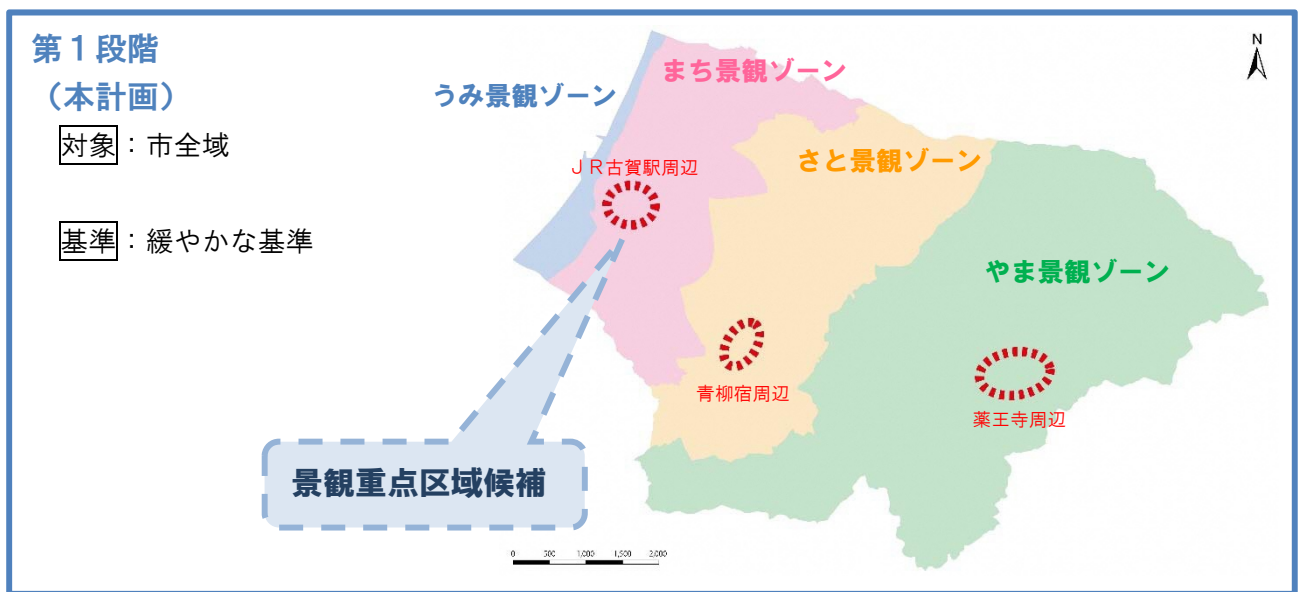 第１段階
（本計画）
対象：市全域
基準：緩やかな基準
N
まち景観ゾーン
うみ景観ゾーン
さと景観ゾーン
ＪＲ古賀駅周辺
やま景観ゾーン
青柳宿周辺
薬王寺周辺
景観重点区域候補
0 500 1,000 1,500 2,000